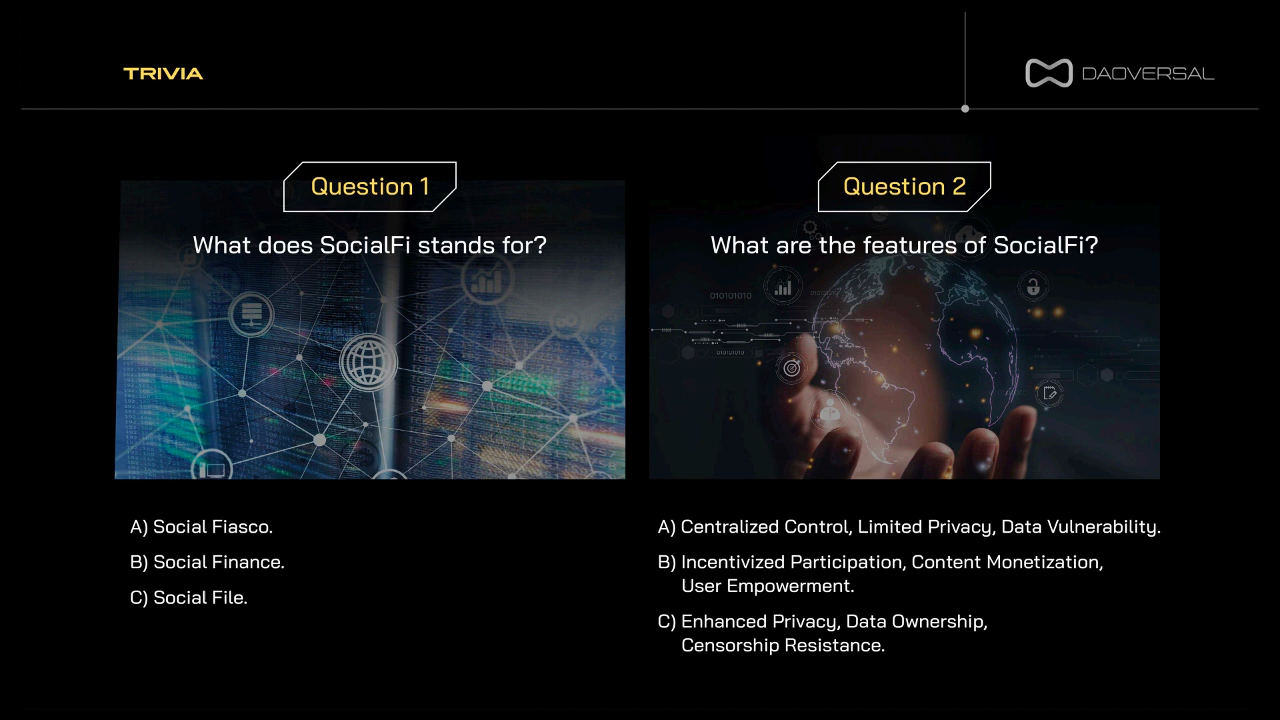 TRIVIA
DAOVERSAL
Question 1
What does SocialFi stands for?
A) Social Fiasco.
B) Social Finance.
C) Social File.
Question 2
What are the features of SocialFi?
010101010
A) Centralized Control, Limited Privacy, Data Vulnerability.
B) Incentivized Participation, Content Monetization,
User Empowerment.
C) Enhanced Privacy, Data Ownership,
Censorship Resistance.